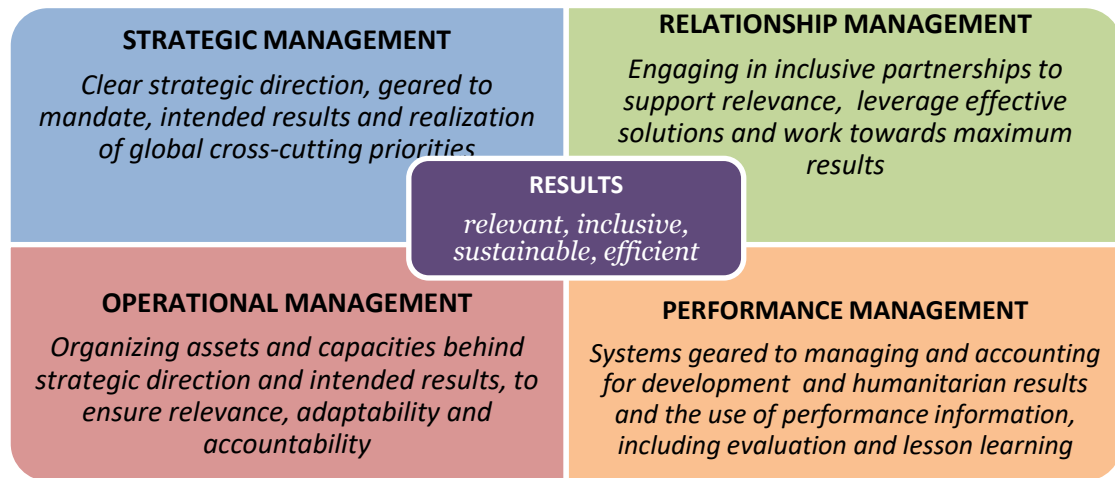 STRATEGIC MANAGEMENT
Clear strategic direction, geared to
mandate, intended results and realization
of global cross-cutting priorities
RELATIONSHIP MANAGEMENT
Engaging in inclusive partnerships to
support relevance, leverage effective
solutions and work towards maximum
results
RESULTS
relevant, inclusive,
sustainable, efficient
OPERATIONAL MANAGEMENT
Organizing assets and capacities behind
strategic direction and intended results, to
ensure relevance, adaptability and
accountability
PERFORMANCE MANAGEMENT
Systems geared to managing and accounting
for development and humanitarian results
and the use of performance information,
including evaluation and lesson learning